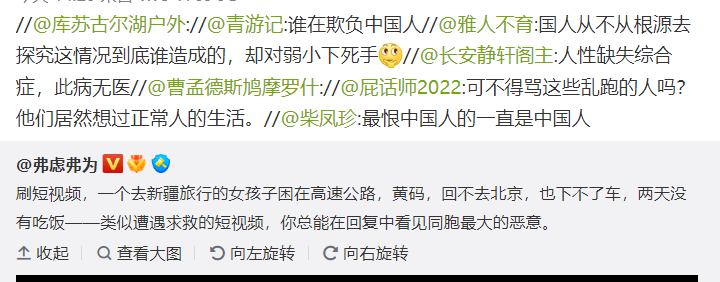 //@库苏古尔湖户外://@青游记:谁在欺负中国人//@雅人不育:国人从不从根源去
探究这情况到底谁造成的，却对弱小下死手//@长安静轩阁主:人性缺失综合
症，此病无医//@曹孟德斯鸠摩罗什://@屁话师2022:可不得骂这些乱跑的人吗？
他们居然想过正常人的生活。//@柴凤珍:最恨中国人的一直是中国人
@弗虑弗为
刷短视频，一个去新疆旅行的女孩子困在高速公路，黄码，回不去北京，也下不了车，两天没
有吃饭——类似遭遇求救的短视频，你总能在回复中看见同胞最大的恶意。
收起 查看大图 向左旋转 向右旋转